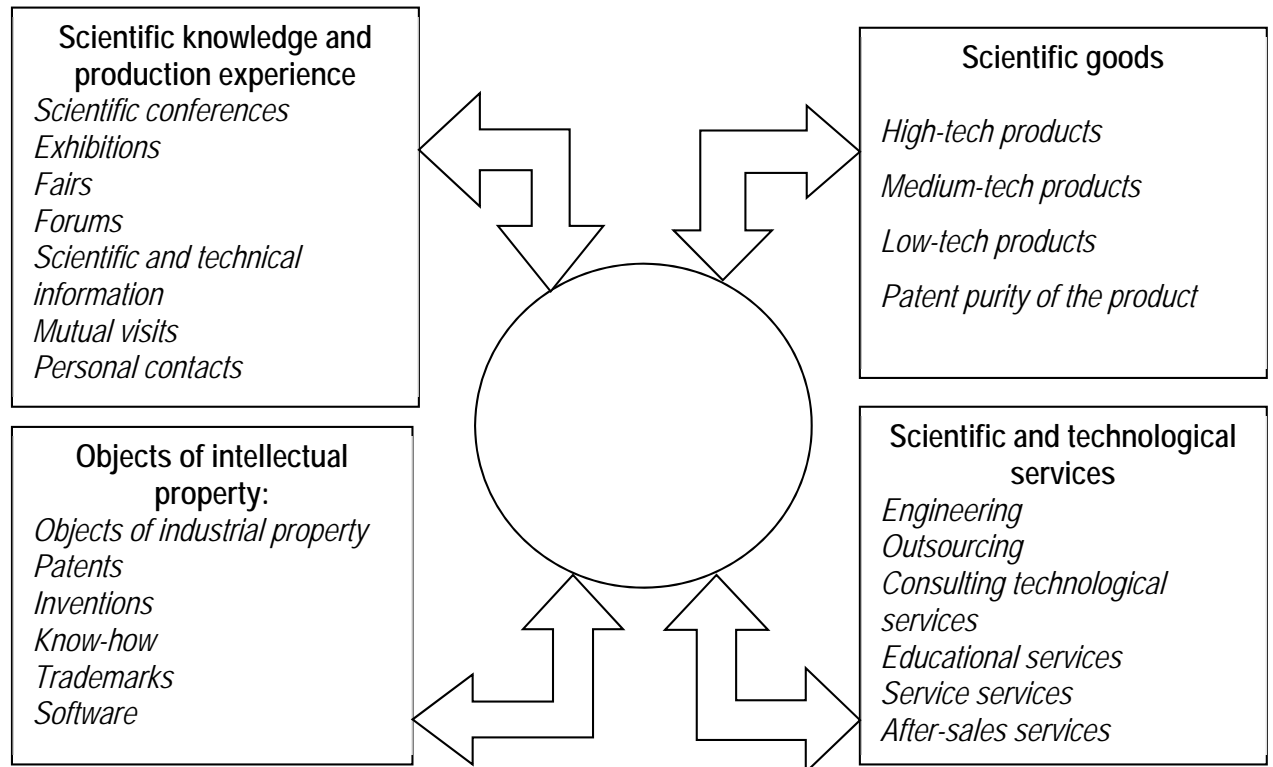 Scientific knowledge and
production experience
Scientific conferences
Exhibitions
Fairs
Forums
Scientific and technical
information
Mutual visits
Personal contacts
Scientific goods
High-tech products
Medium-tech products
Low-tech products
Patent purity of the product
Objects of intellectual
property:
Objects of industrial property
Patents
Inventions
Know-how
Trademarks
Software
Scientific and technological
services
Engineering
Outsourcing
Consulting technological
services
Educational services
Service services
After-sales services